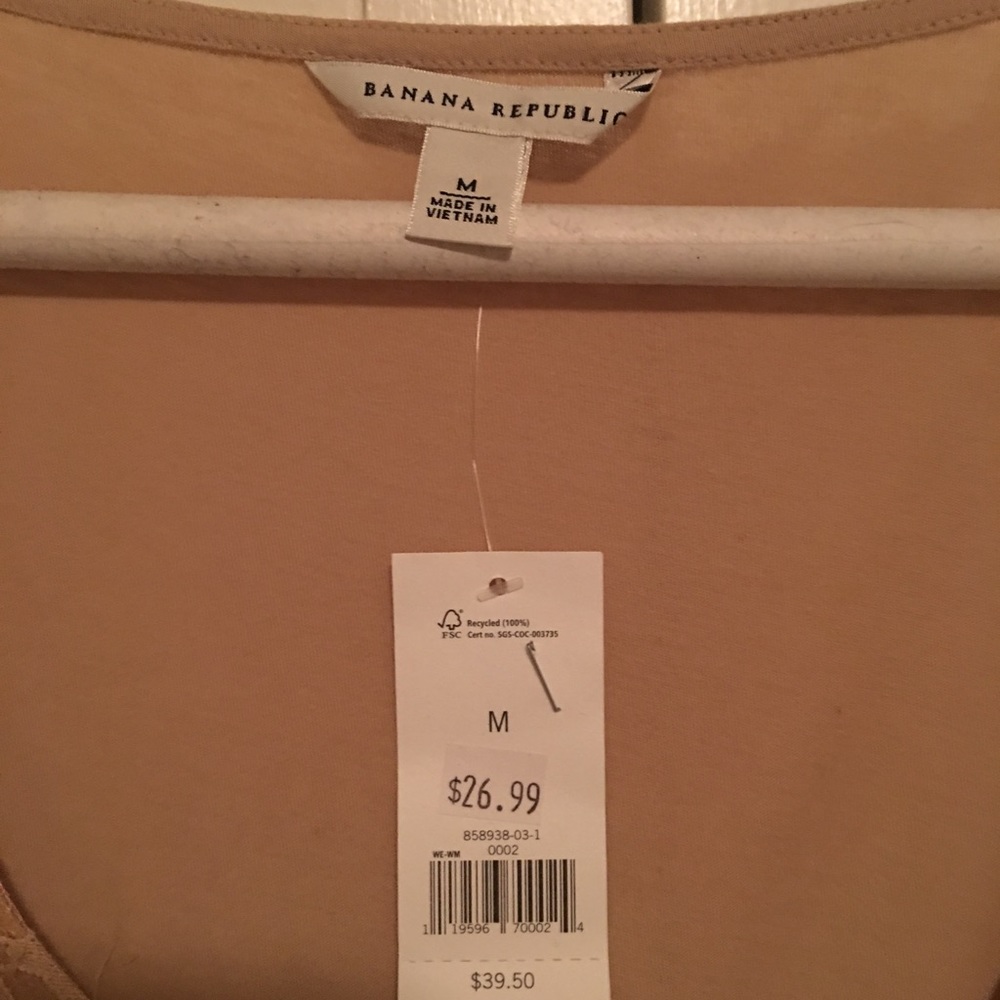 BANANA REPUBLIC
M
MADE IN
VIETNAM
FSC
Recycled (100%)
Cert no. SGS-COC-003735
M
$26.99
858938-03-1
0002
WE-WM
1 19596 70002 4
$39.50